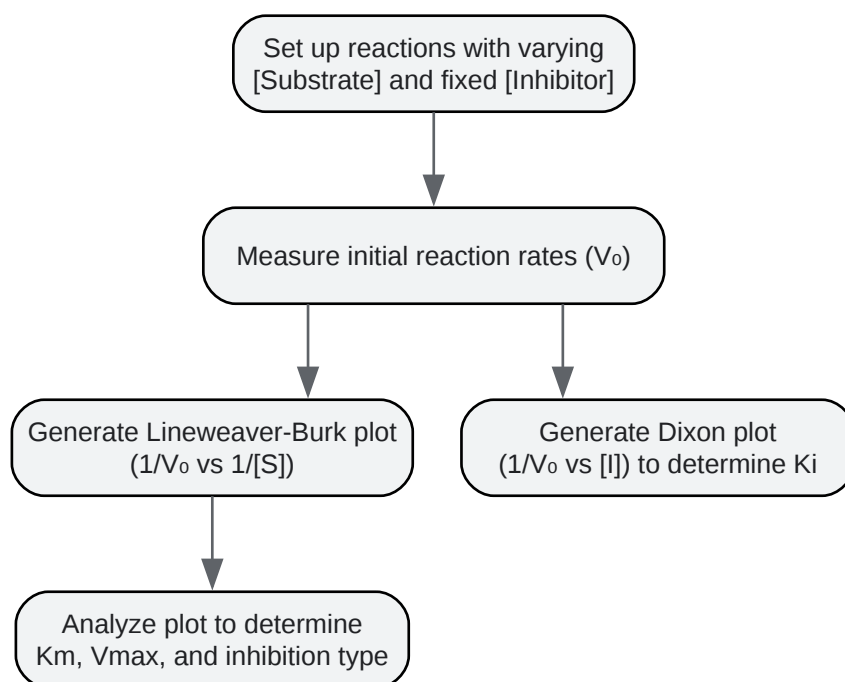 Set up reactions with varying
[Substrate] and fixed [Inhibitor]
Measure initial reaction rates (V₀)
Generate Lineweaver-Burk plot
(1/V₀ vs 1/[S])
Generate Dixon plot
(1/V₀ vs [I]) to determine Ki
Analyze plot to determine
Km, Vmax, and inhibition type